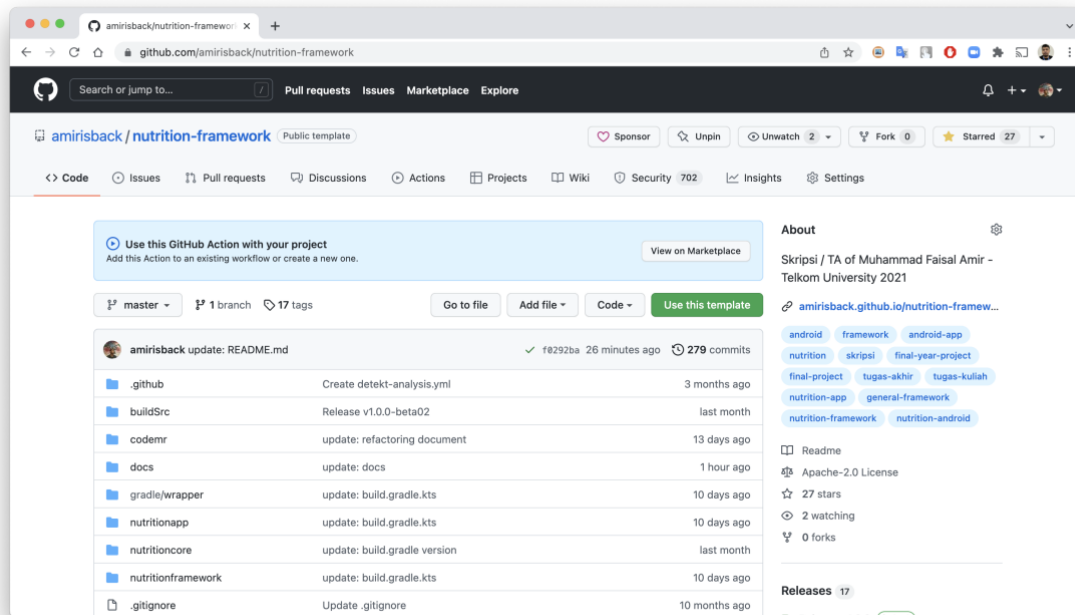 amirisback/nutrition-framewor
github.com/amirisback/nutrition-framework
Search or jump to... / Pull requests Issues Marketplace Explore
amirisback / nutrition-framework Public template Sponsor Unpin Unwatch 2 Fork 0 Starred 27
Code Issues Pull requests Discussions Actions Projects Wiki Security 702 Insights Settings
Use this GitHub Action with your project
Add this Action to an existing workflow or create a new one.
View on Marketplace
master 1 branch 17 tags Go to file Add file Code Use this template
amirisback update: README.md f0292ba 26 minutes ago 279 commits
.github Create detekt-analysis.yml 3 months ago
buildSrc Release v1.0.0-beta02 last month
codemr update: refactoring document 13 days ago
docs update: docs 1 hour ago
gradle/wrapper update: build.gradle.kts 10 days ago
nutritionapp update: build.gradle.kts 10 days ago
nutritioncore update: build.gradle version last month
nutritionframework update: build.gradle.kts 10 days ago
.gitignore Update .gitignore 10 months ago
About
Skripsi / TA of Muhammad Faisal Amir -
Telkom University 2021
amirisback.github.io/nutrition-framew...
android framework android-app
nutrition skripsi final-year-project
final-project tugas-akhir tugas-kuliah
nutrition-app general-framework
nutrition-framework nutrition-android
Readme
Apache-2.0 License
27 stars
2 watching
0 forks
Releases 17